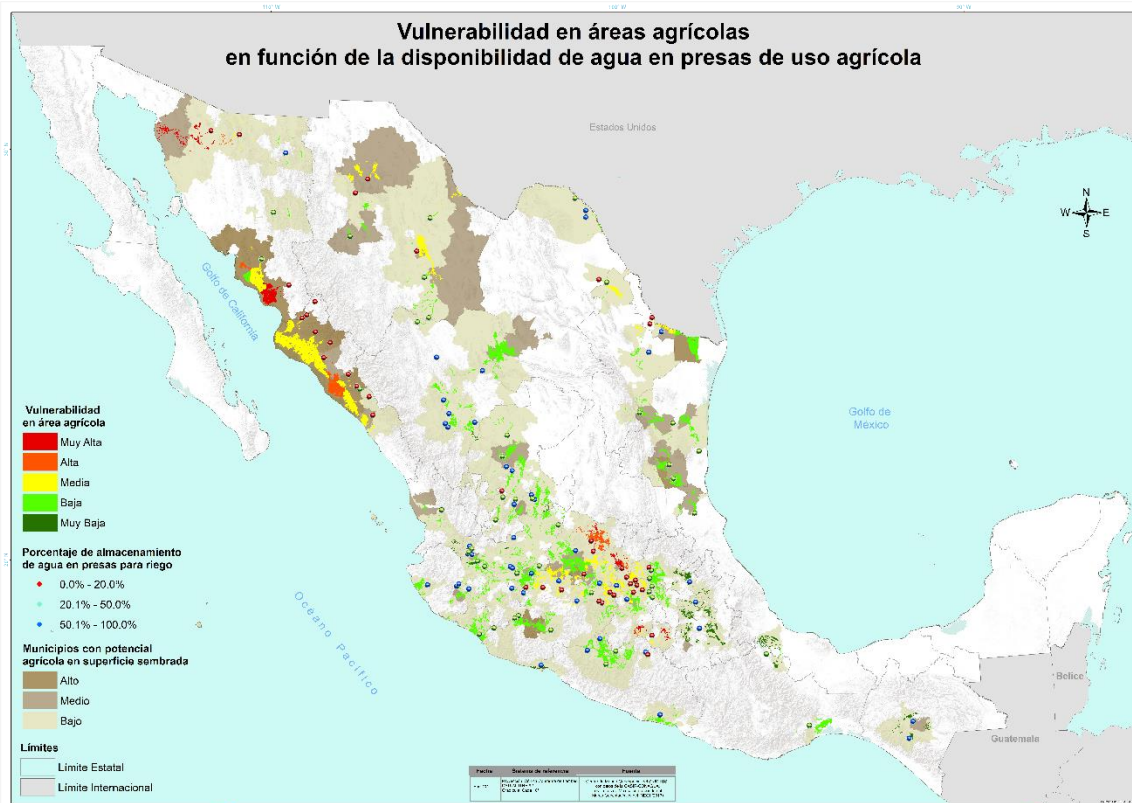 Vulnerabilidad en áreas agrícolas
en función de la disponibilidad de agua en presas de uso agrícola
Estados Unidos
N
W E
S
Golfo de California
Golfo de
México
Océano Pacífico
Belice
Guatemala
Vulnerabilidad
en área agrícola
Muy Alta
Alta
Media
Baja
Muy Baja
Porcentaje de almacenamiento
de agua en presas para riego
0.0% - 20.0%
20.1% - 50.0%
50.1% - 100.0%
Municipios con potencial
agrícola en superficie sembrada
Alto
Medio
Bajo
Límites
Límite Estatal
Límite Internacional
Fecha Sistema de referencia Fuente